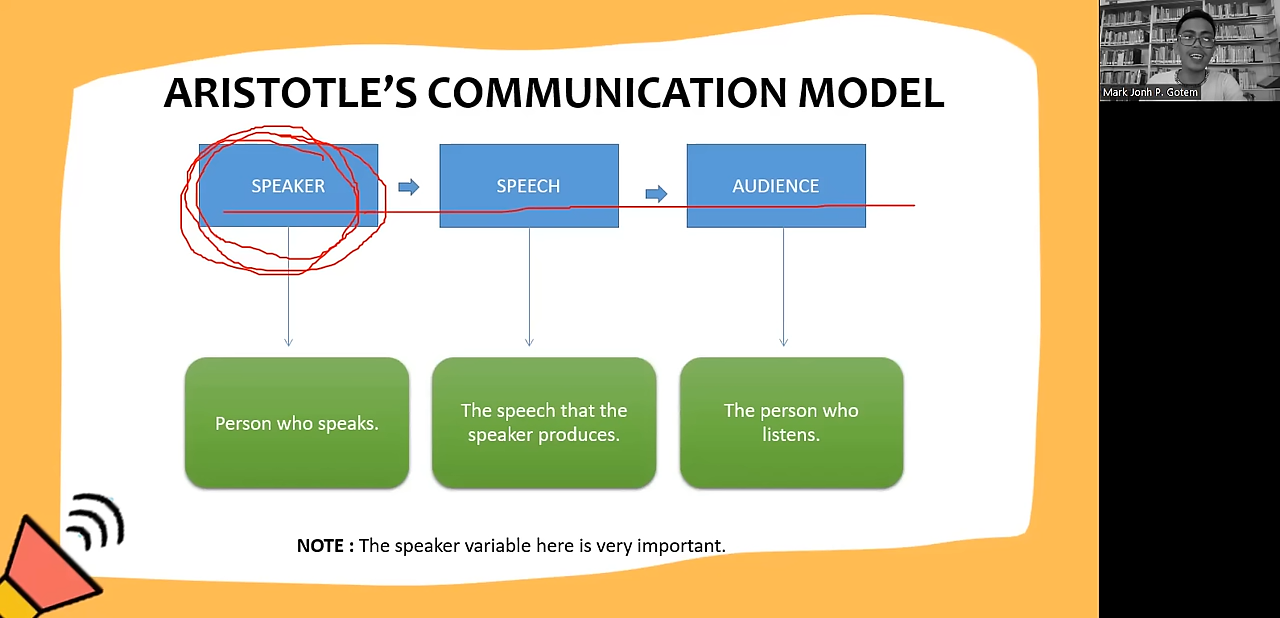 ARISTOTLE'S COMMUNICATION MODEL
SPEAKER
SPEECH
AUDIENCE
Person who speaks.
The speech that the
speaker produces.
The person who
listens.
NOTE : The speaker variable here is very important.
Mark Jonh P. Gotem